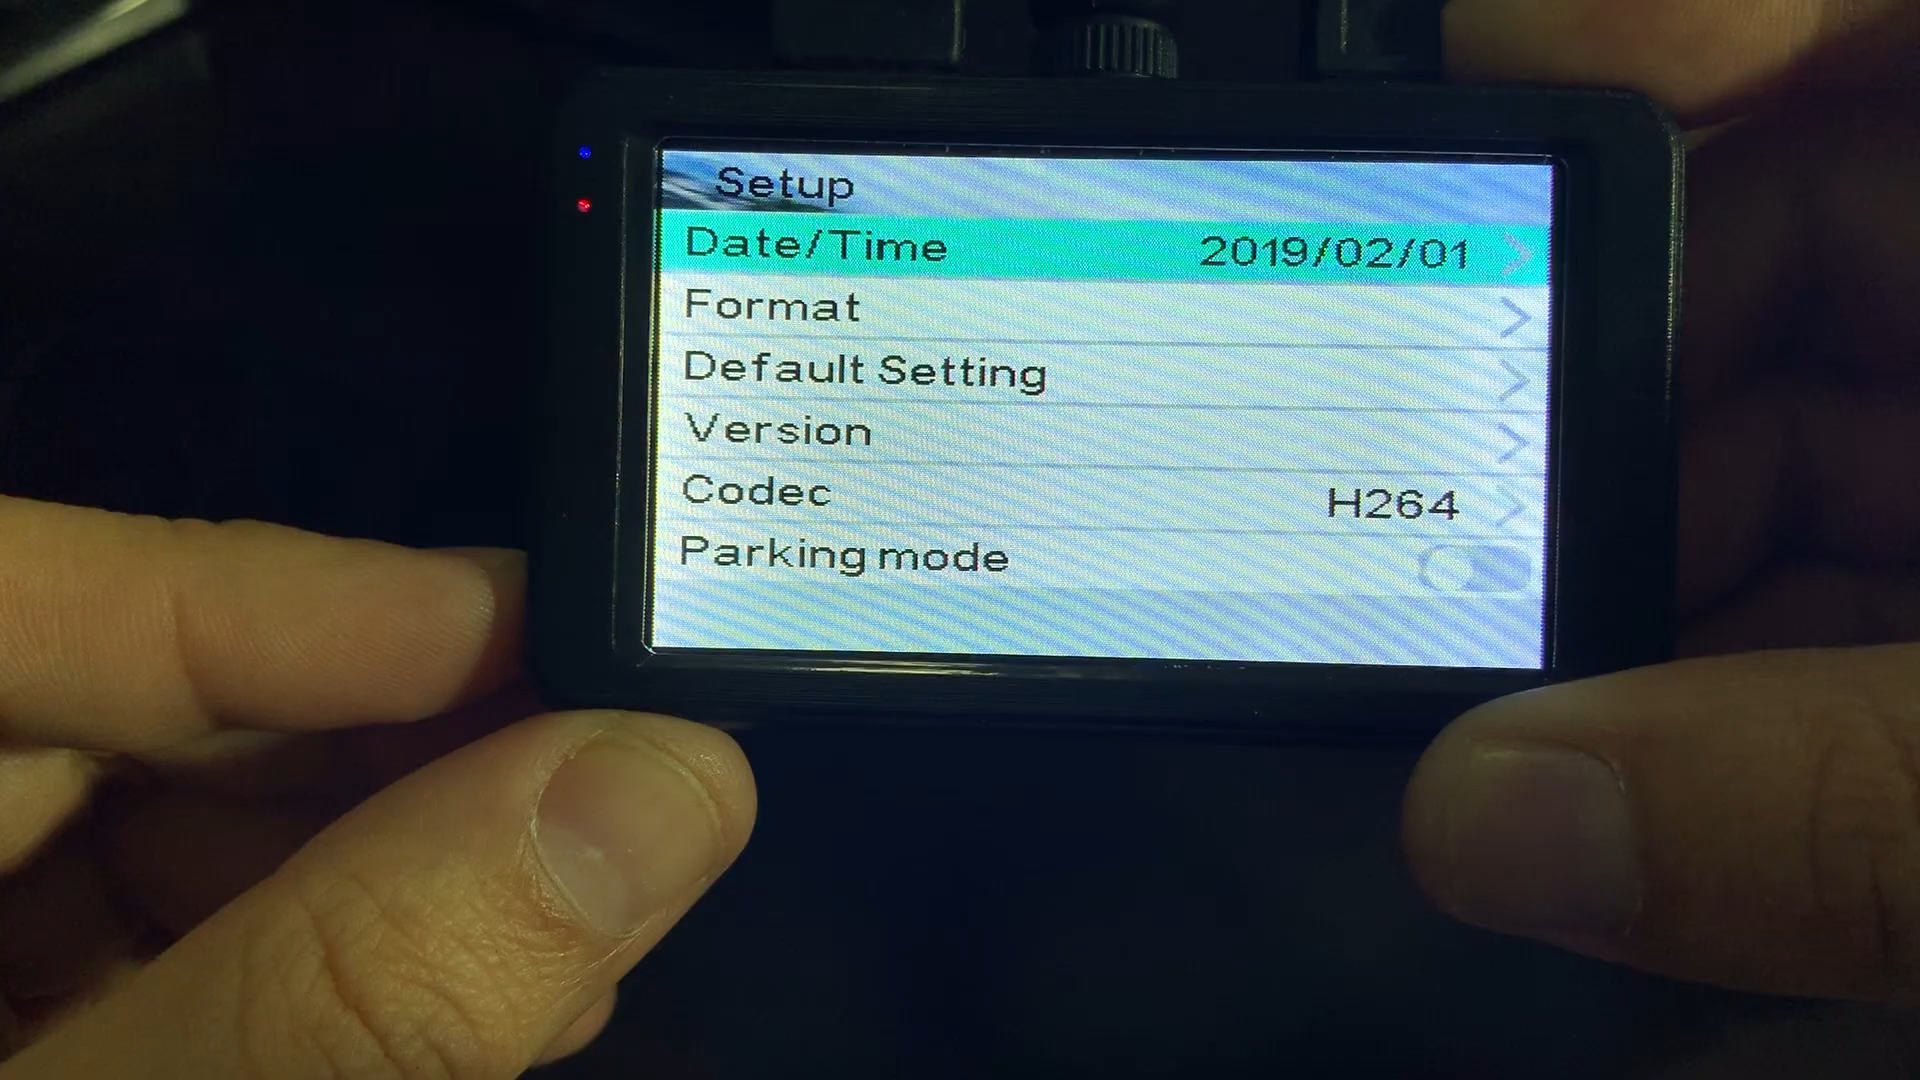 Setup
Date/Time 2019/02/01
Format
Default Setting
Version
Codec H264
Parking mode